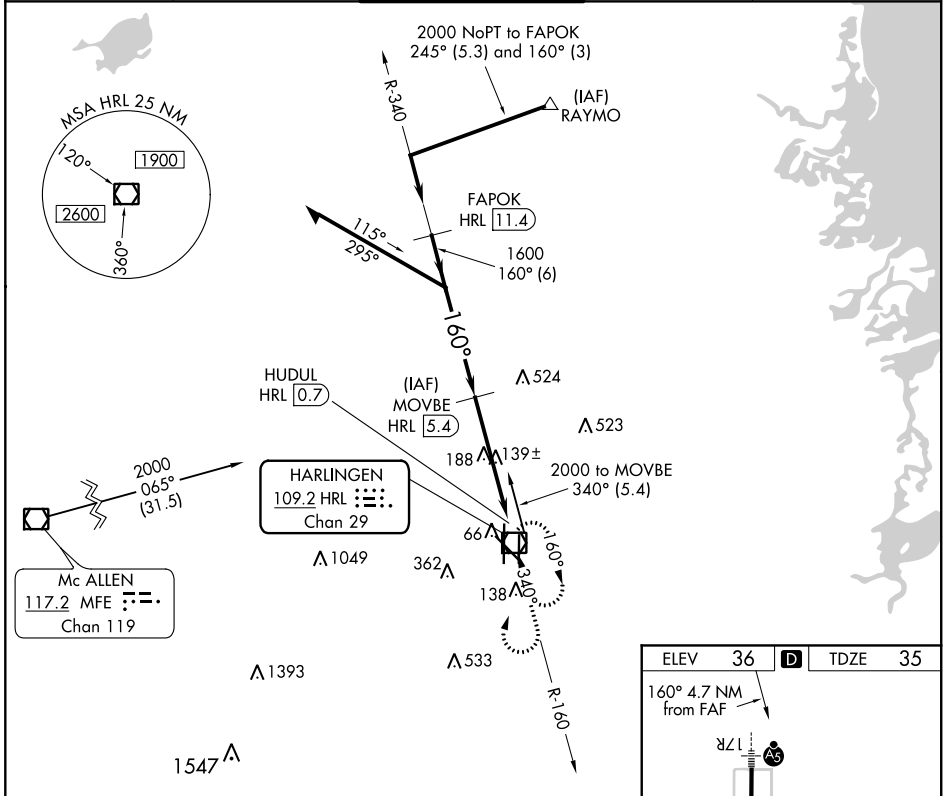 2000 NoPT to FAPOK
245° (5.3) and 160° (3)
R-340
(IAF)
RAYMO
MSA HRL 25 NM
120°
1900
2600
360°
FAPOK
HRL 11.4
115°
295°
1600
160° (6)
160°
HUDUL
HRL 0.7
(IAF)
MOVBE
HRL 5.4
524
523
188
139±
2000
065°
(31.5)
HARLINGEN
109.2 HRL
Chan 29
2000 to MOVBE
340° (5.4)
66
160°
1049
362
340°
138
Mc ALLEN
117.2 MFE
Chan 119
1393
533
R-160
1547
ELEV 36 D TDZE 35
160° 4.7 NM
from FAF
17R
A5